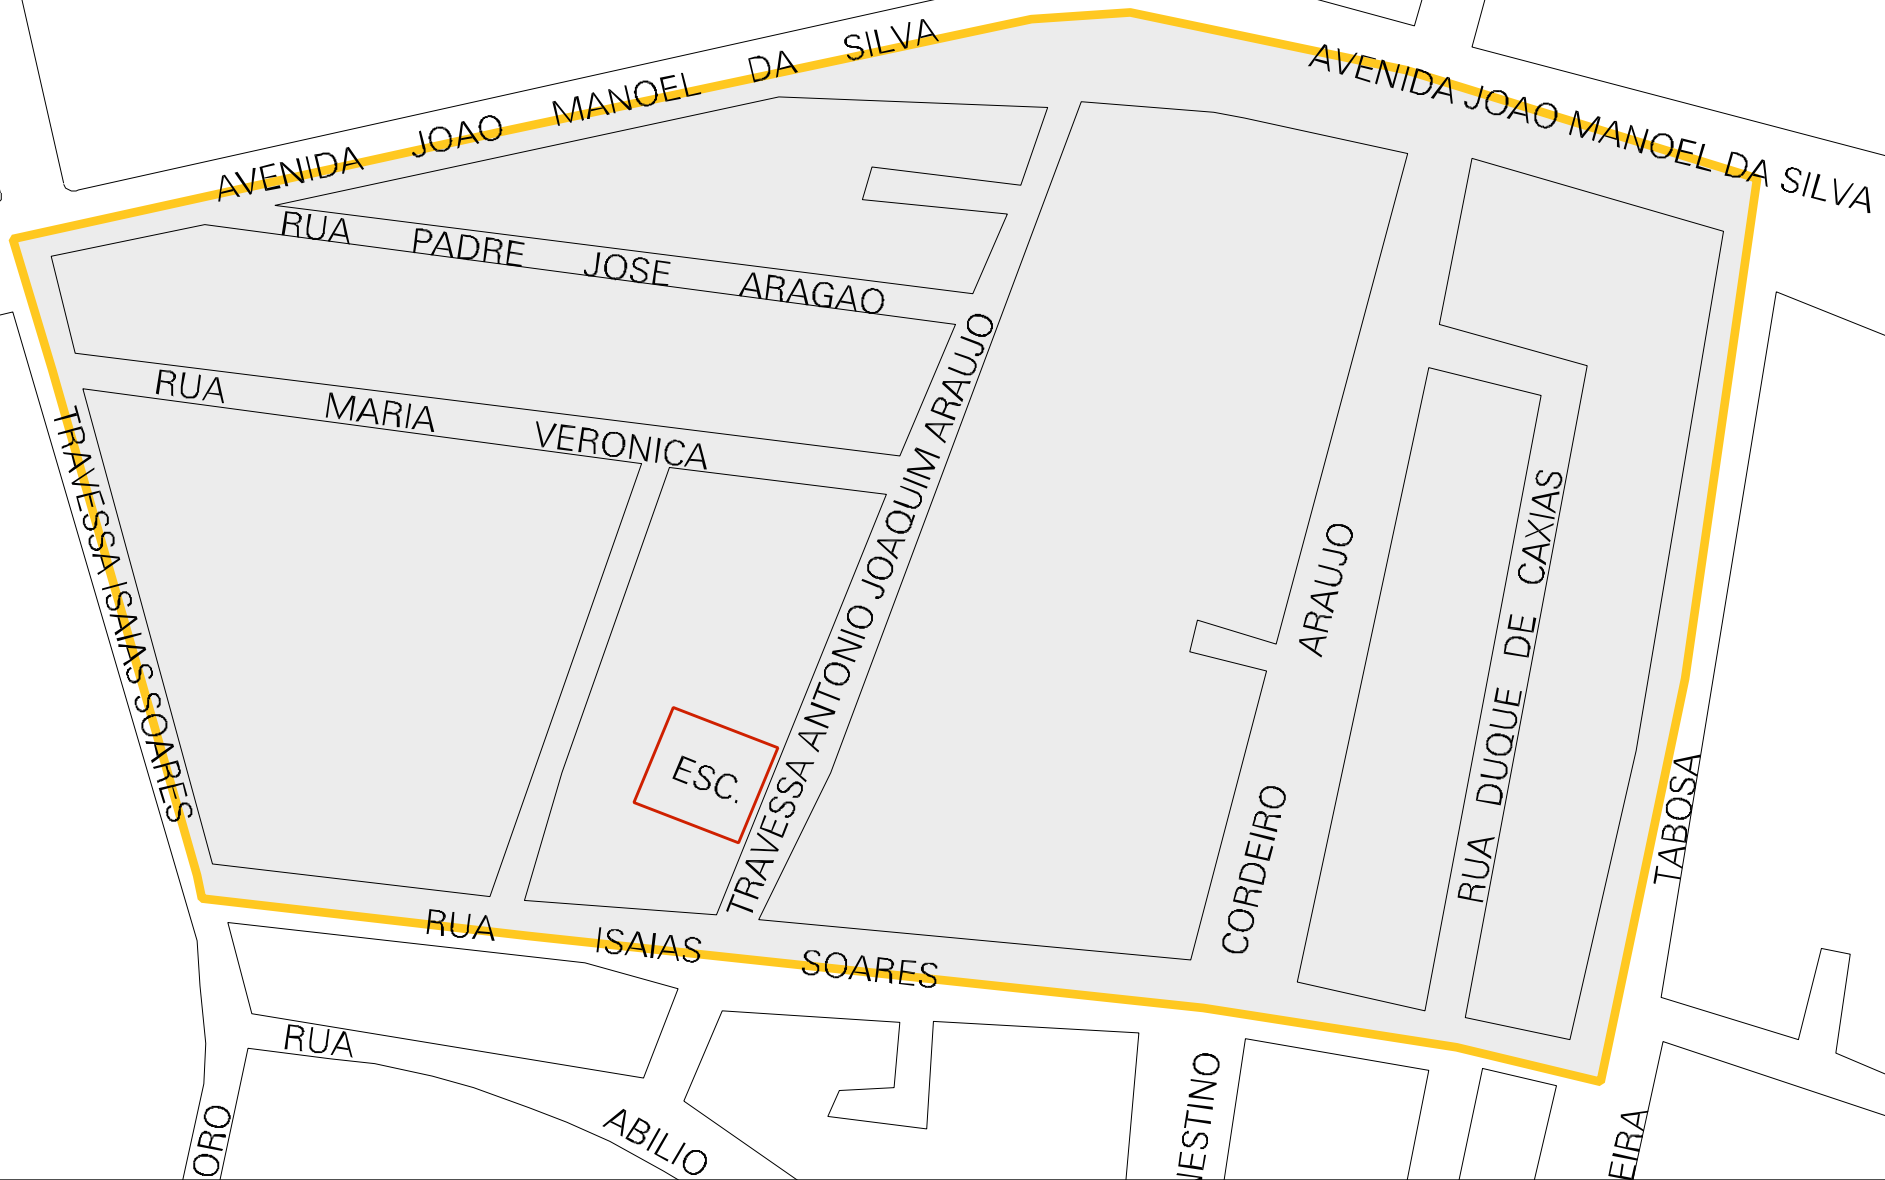 AVENIDA JOAO MANOEL DA SILVA
AVENIDA JOAO MANOEL DA SILVA
RUA PADRE JOSE ARAGAO
RUA MARIA VERONICA
TRAVESSA ISAIAS SOARES
TRAVESSA ANTONIO JOAQUIM ARAUJO
ESC.
CORDEIRO ARAUJO
RUA DUQUE DE CAXIAS
TABOSA
RUA ISAIAS SOARES
RUA ABILIO
ORO
ESTINO
EIRA